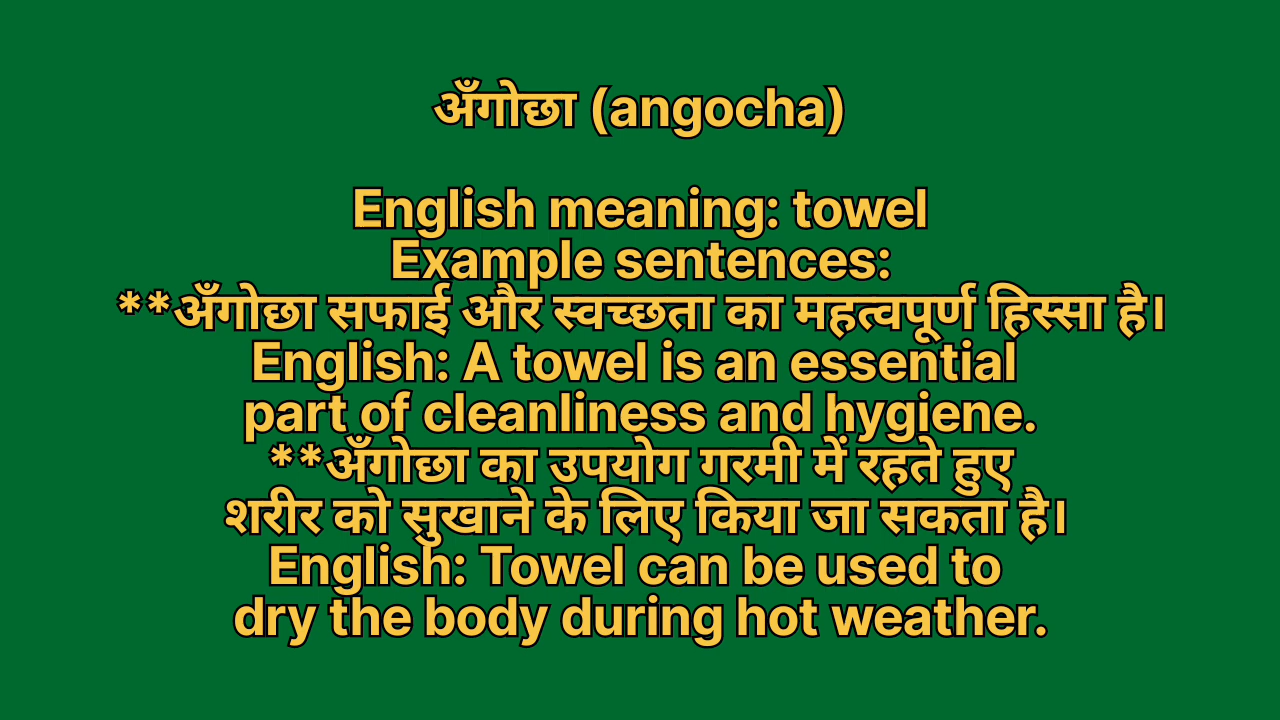 अँगोछा (angocha)
English meaning: towel
Example sentences:
**अँगोछा सफाई और स्वच्छता का महत्वपूर्ण हिस्सा है।
English: A towel is an essential
part of cleanliness and hygiene.
**अँगोछा का उपयोग गरमी में रहते हुए
शरीर को सुखाने के लिए किया जा सकता है।
English: Towel can be used to
dry the body during hot weather.